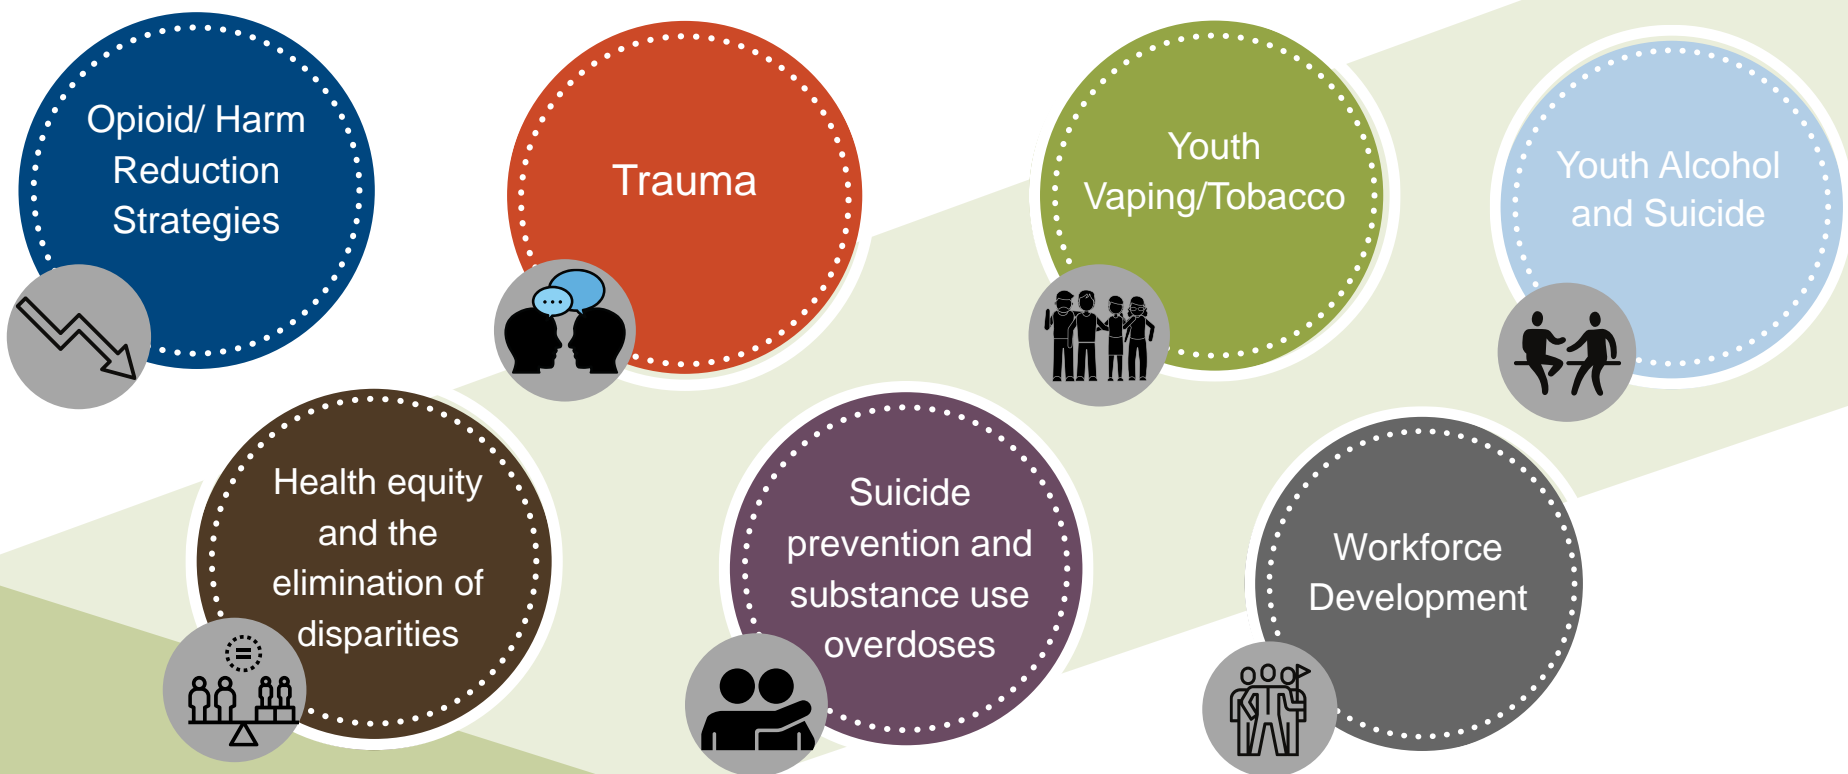 Opioid/ Harm
Reduction
Strategies
Trauma
Youth
Vaping/Tobacco
Youth Alcohol
and Suicide
Health equity
and the
elimination of
disparities
Suicide
prevention and
substance use
overdoses
Workforce
Development